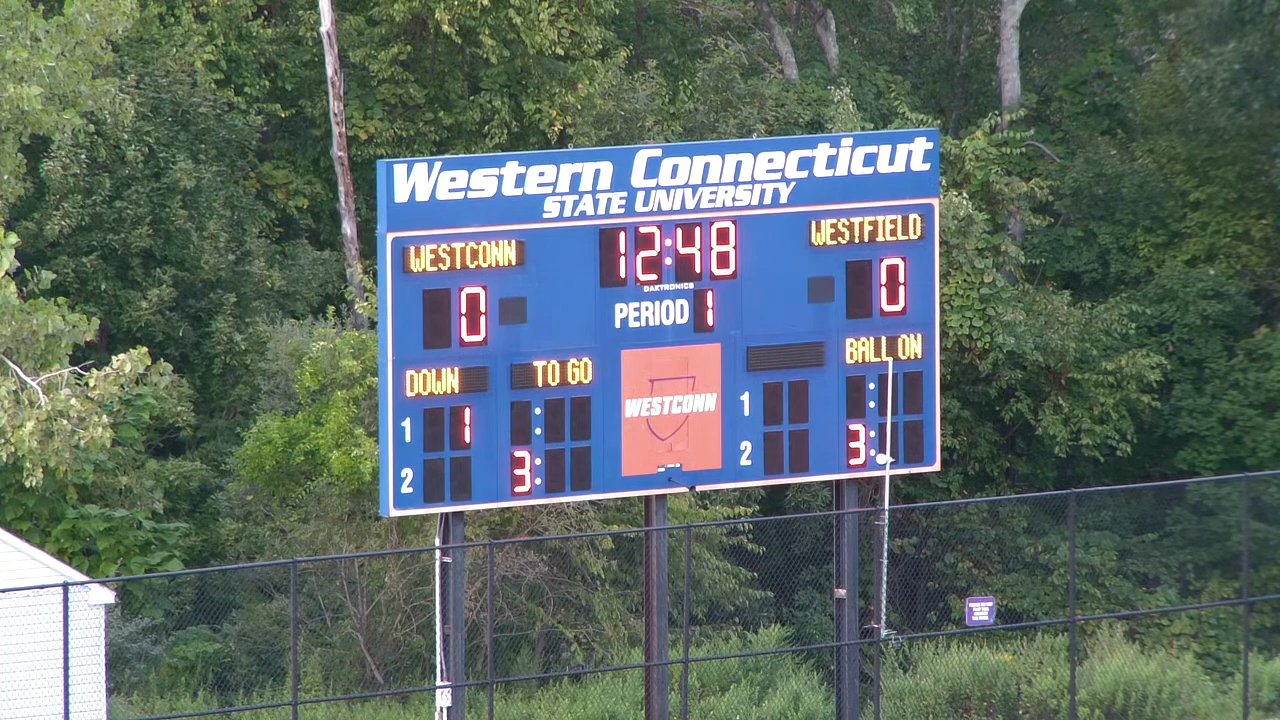 Western Connecticut
STATE UNIVERSITY
WESTCONN 12:48 WESTFIELD
DAKTRONICS
0 PERIOD 1 0
DOWN TO GO BALL ON
WESTCONN
1 1 : 1 :
2 3: 2 3: